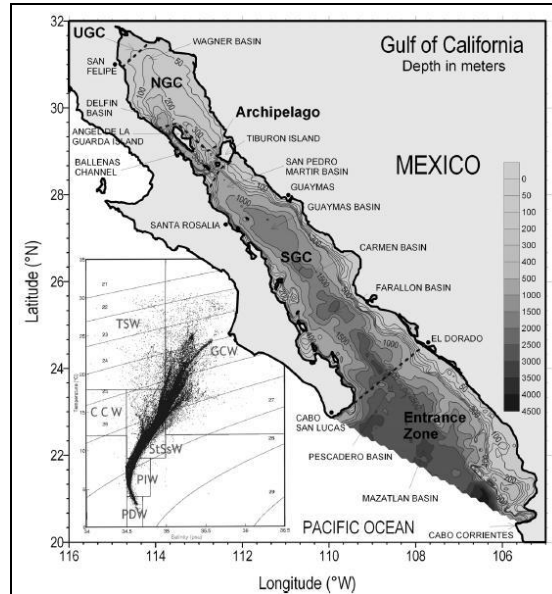 Gulf of California
Depth in meters
UGC
WAGNER BASIN
SAN
FELIPE
NGC
DELFIN
BASIN
Archipelago
ANGEL DE LA
GUARDA ISLAND
TIBURON ISLAND
BALLENAS
CHANNEL
SAN PEDRO
MARTIR BASIN
MEXICO
GUAYMAS
GUAYMAS BASIN
SANTA ROSALIA
CARMEN BASIN
SGC
FARALLON BASIN
EL DORADO
CABO
SAN LUCAS
Entrance
Zone
PESCADERO BASIN
MAZATLAN BASIN
PACIFIC OCEAN
CABO CORRIENTES
Latitude (°N)
32
30
28
26
24
22
20
116
114
112
110
108
106
Longitude (°W)
0
50
100
200
300
400
500
1000
1500
2000
2500
3000
3500
4000
4500
TSW
GCW
CCW
StSsW
PIW
PDW